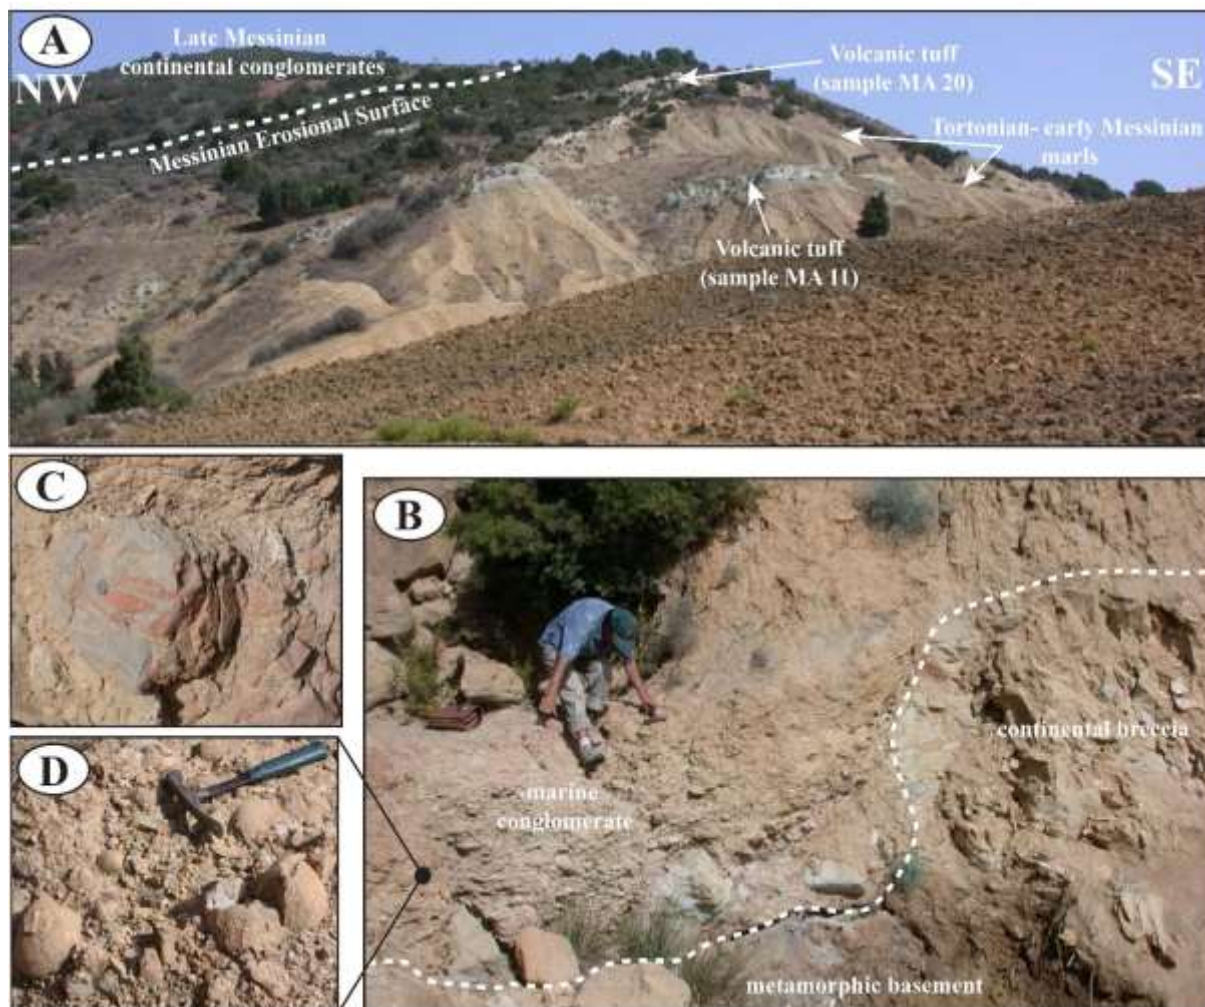 A
NW
Late Messinian
continental conglomerates
Messinian Erosional Surface
Volcanic tuff
(sample MA 20)
SE
Tortonian- early Messinian
marls
Volcanic tuff
(sample MA 11)
C
B
continental breccia
marine
conglomerate
D
metamorphic basement